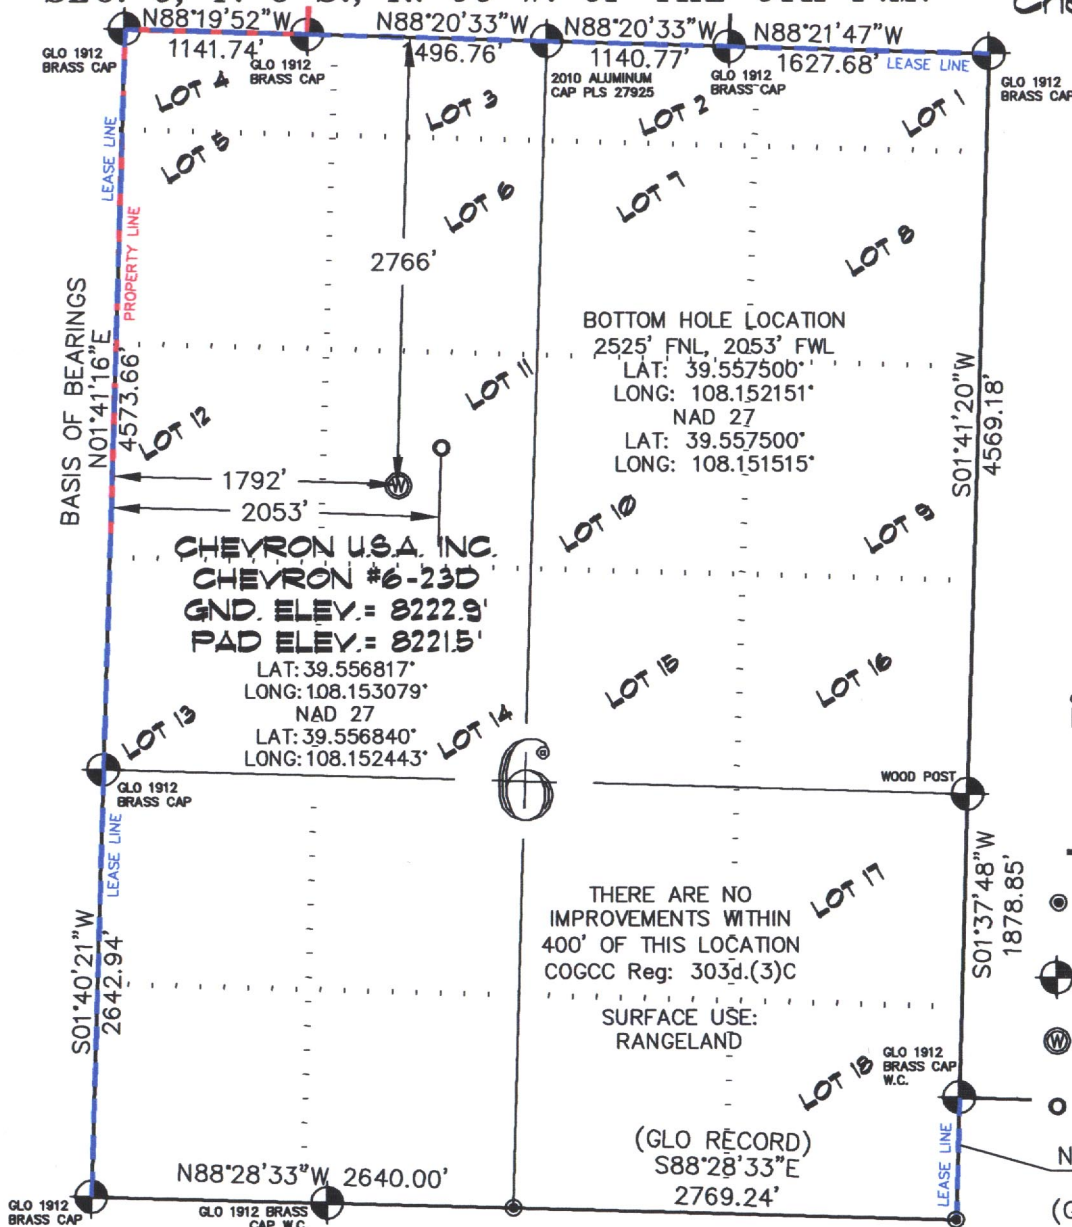 N88°19'52"W
N88°20'33"W
N88°20'33"W
N88°21'47"W
1141.74'
1496.76'
1140.77'
1627.68'
LEASE LINE
GLO 1912
BRASS CAP
GLO 1912
BRASS CAP
2010 ALUMINUM
CAP PLS 27925
GLO 1912
BRASS CAP
GLO 1912
BRASS CAP
LOT 4
LOT 3
LOT 2
LOT 1
LOT 5
LOT 6
LOT 7
LOT 8
LEASE LINE
PROPERTY LINE
2766'
BASIS OF BEARINGS
N01°41'16"E
4573.66'
BOTTOM HOLE LOCATION
2525' FNL, 2053' FWL
LAT: 39.557500°
LONG: 108.152151°
NAD 27
LAT: 39.557500°
LONG: 108.151515°
S01°41'20"W
4569.18'
LOT 12
LOT 11
LOT 10
LOT 9
1792'
W
2053'
CHEVRON U.S.A. INC.
CHEVRON #6-23D
GND. ELEV.= 8222.9'
PAD ELEV.= 8221.5'
LAT: 39.556817°
LONG: 108.153079°
NAD 27
LAT: 39.556840°
LONG: 108.152443°
LOT 13
LOT 14
LOT 15
LOT 16
6
GLO 1912
BRASS CAP
WOOD POST
LEASE LINE
S01°40'21"W
2642.94'
THERE ARE NO
IMPROVEMENTS WITHIN
400' OF THIS LOCATION
COGCC Reg: 303d.(3)C
SURFACE USE:
RANGELAND
LOT 17
S01°37'48"W
1878.85'
W
GLO 1912
BRASS CAP
W.C.
LOT 18
LEASE LINE
(GLO RECORD)
S88°28'33"E
2769.24'
N88°28'33"W 2640.00'
GLO 1912
BRASS CAP
GLO 1912 BRASS
CAP W.C.
N
(G